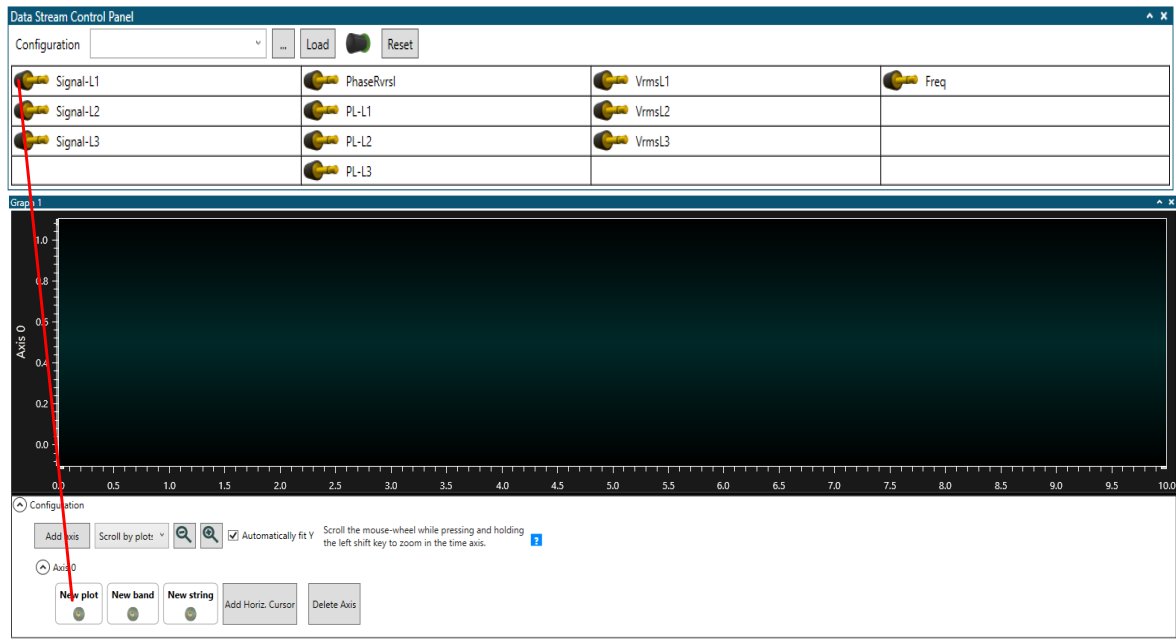 Data Stream Control Panel
Configuration ... Load Reset
Signal-L1 PhaseRvrsl VrmsL1 Freq
Signal-L2 PL-L1 VrmsL2
Signal-L3 PL-L2 VrmsL3
PL-L3
Graph 1
1.0
0.8
0.6
Axis 0
0.4
0.2
0.0
0.0 0.5 1.0 1.5 2.0 2.5 3.0 3.5 4.0 4.5 5.0 5.5 6.0 6.5 7.0 7.5 8.0 8.5 9.0 9.5 10.0
Configuration
Add axis Scroll by plot: Automatically fit Y Scroll the mouse-wheel while pressing and holding
the left shift key to zoom in the time axis. ?
Axis 0
New plot New band New string Add Horiz. Cursor Delete Axis